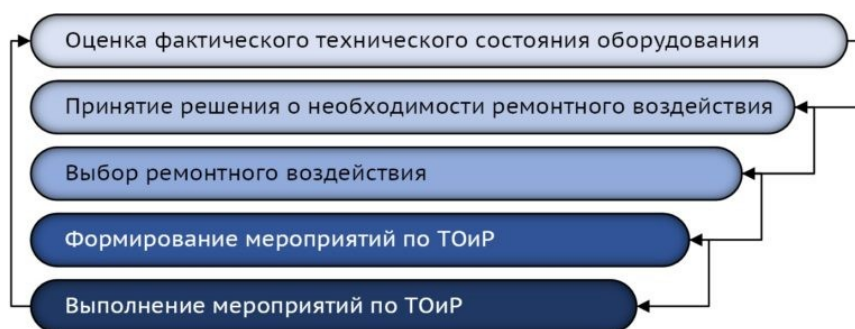 Оценка фактического технического состояния оборудования
Принятие решения о необходимости ремонтного воздействия
Выбор ремонтного воздействия
Формирование мероприятий по ТОиР
Выполнение мероприятий по ТОиР